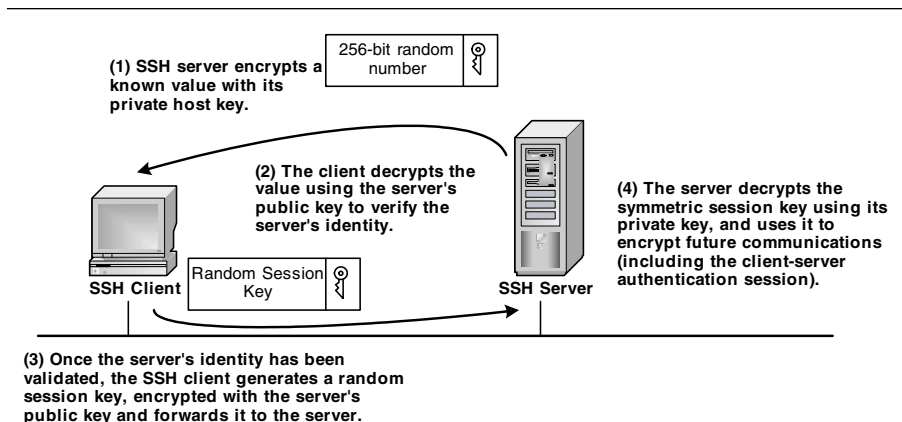 256-bit random
number
(1) SSH server encrypts a
known value with its
private host key.
(2) The client decrypts the
value using the server's
public key to verify the
server's identity.
(4) The server decrypts the
symmetric session key using its
private key, and uses it to
encrypt future communications
(including the client-server
authentication session).
Random Session
Key
SSH Client
SSH Server
(3) Once the server's identity has been
validated, the SSH client generates a random
session key, encrypted with the server's
public key and forwards it to the server.